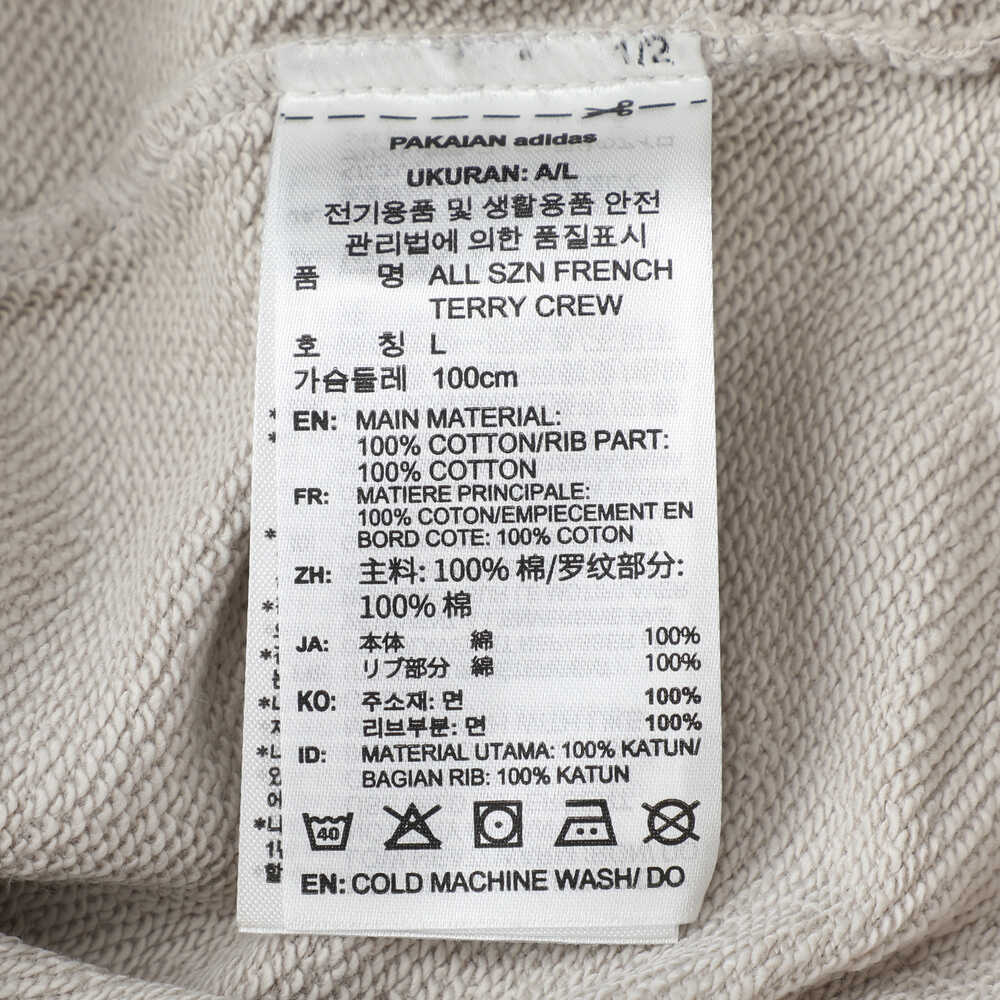 1/2
PAKAIAN adidas
UKURAN: A/L
전기용품 및 생활용품 안전
관리법에 의한 품질표시
품 명 ALL SZN FRENCH
TERRY CREW
호 칭 L
가슴둘레 100cm
EN: MAIN MATERIAL:
100% COTTON/RIB PART:
100% COTTON
FR: MATIERE PRINCIPALE:
100% COTON/EMPIECEMENT EN
BORD COTE: 100% COTON
ZH: 主料: 100% 棉/罗纹部分:
100% 棉
JA: 本体 綿 100%
リブ部分 綿 100%
KO: 주소재: 면 100%
리브부분: 면 100%
ID: MATERIAL UTAMA: 100% KATUN/
BAGIAN RIB: 100% KATUN
40
EN: COLD MACHINE WASH/ DO